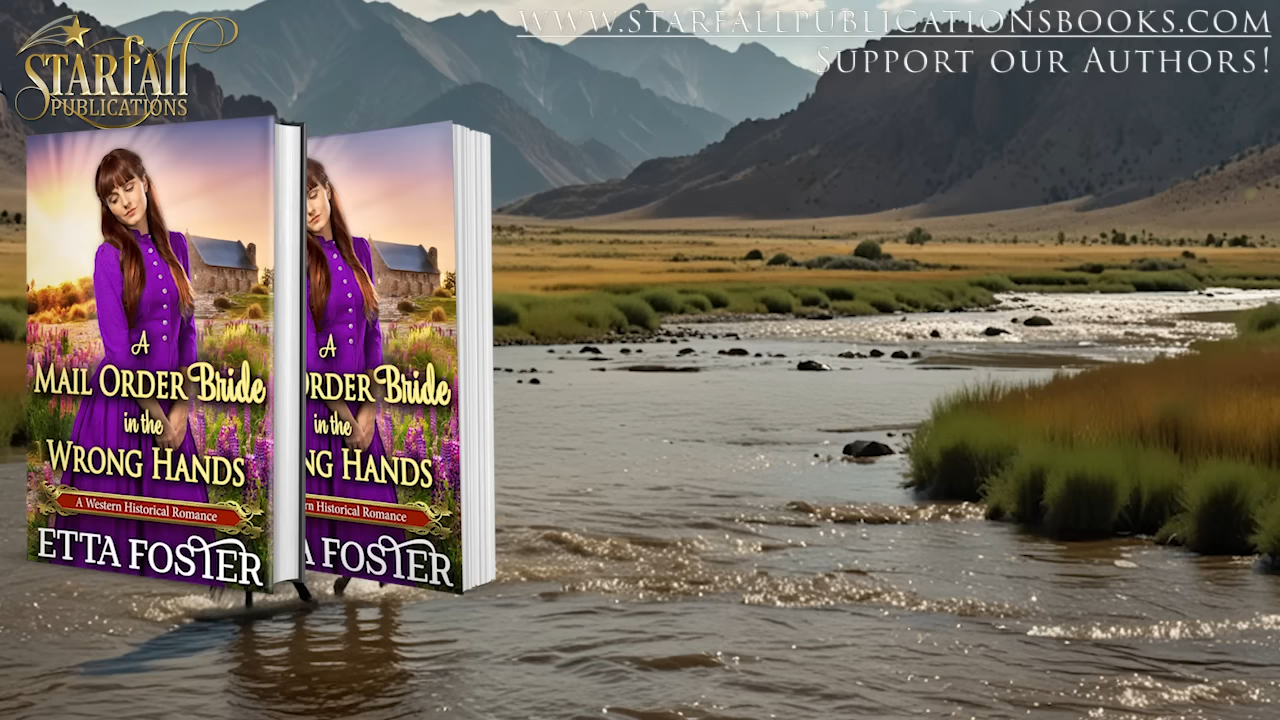 STARfall
PUBLICATIONS
www.starfallpublicationsbooks.com
Support our Authors!
A
MAIL ORDER Bride
in the
WRONG HANDS
A Western Historical Romance
ETTA FOSTER
ORDER Bride
in the
HANDS
Historical Romance
FOSTER